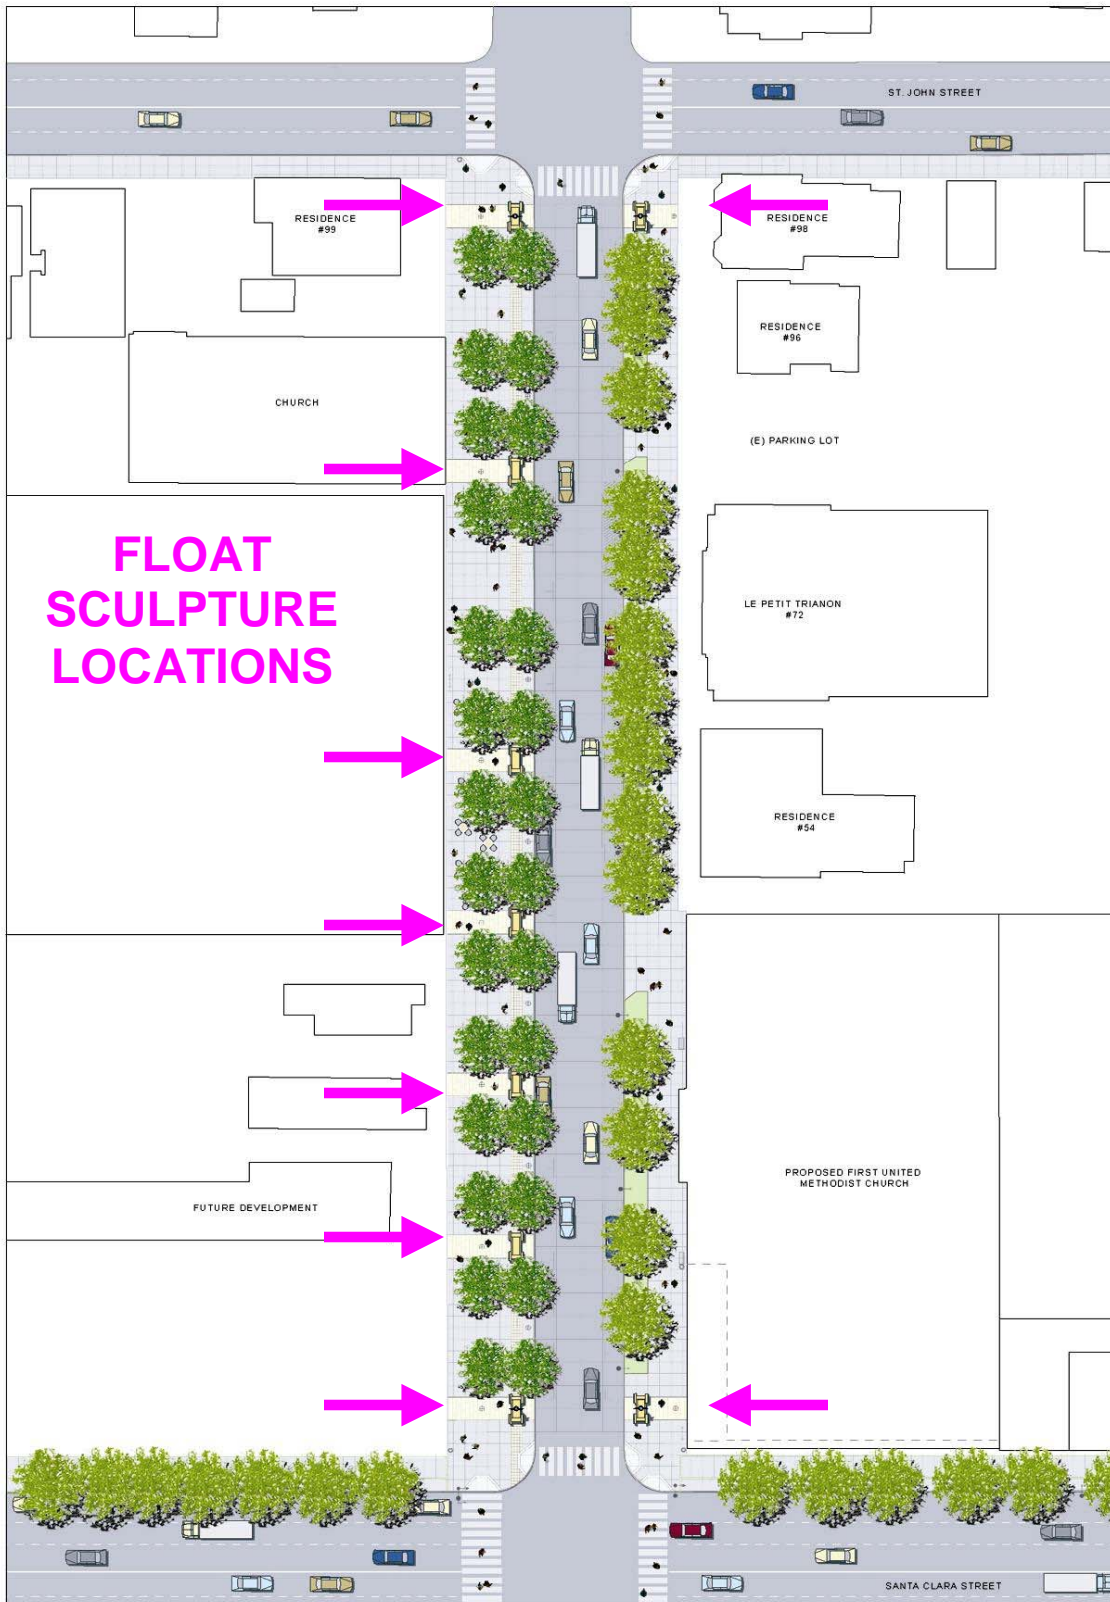 ST. JOHN STREET
RESIDENCE
#99
RESIDENCE
#98
RESIDENCE
#96
CHURCH
(E) PARKING LOT
FLOAT
SCULPTURE
LOCATIONS
LE PETIT TRIANON
#72
RESIDENCE
#54
PROPOSED FIRST UNITED
METHODIST CHURCH
FUTURE DEVELOPMENT
SANTA CLARA STREET